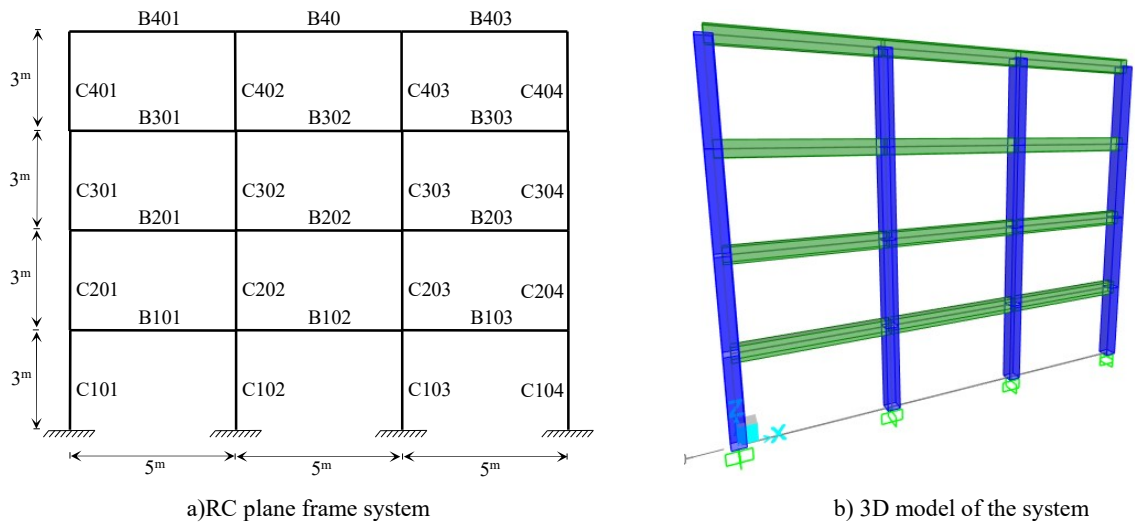 B401 B40 B403
3m C401 C402 C403 C404
B301 B302 B303
3m C301 C302 C303 C304
B201 B202 B203
3m C201 C202 C203 C204
B101 B102 B103
3m C101 C102 C103 C104
5m 5m 5m
Z X
a)RC plane frame system
b) 3D model of the system